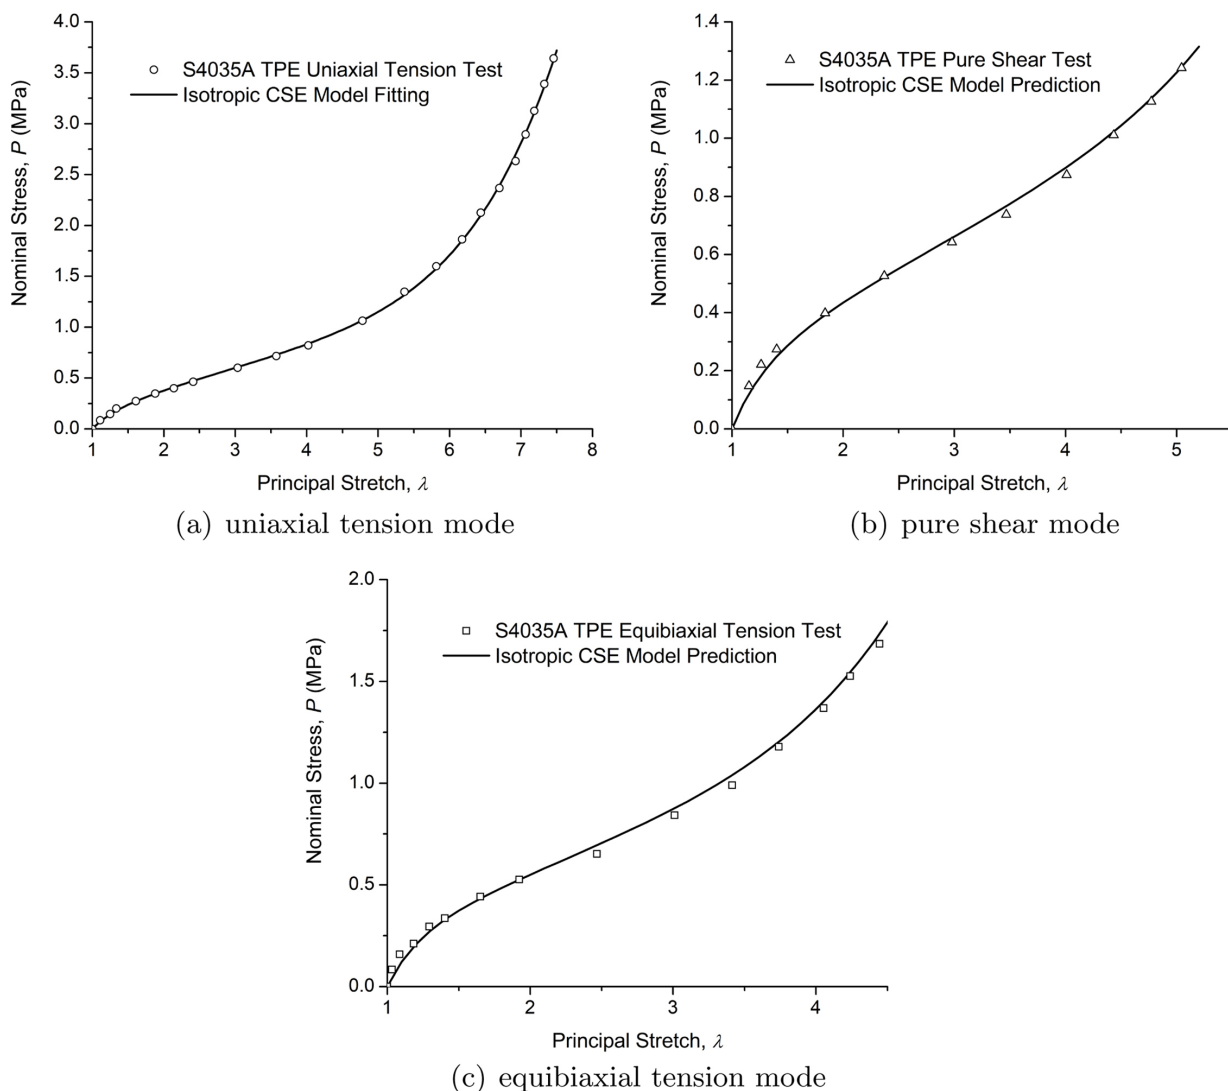 4.0
3.5
3.0
2.5
2.0
1.5
1.0
0.5
0.0
Nominal Stress, P (MPa)
S4035A TPE Uniaxial Tension Test
Isotropic CSE Model Fitting
1 2 3 4 5 6 7 8
Principal Stretch, λ
(a) uniaxial tension mode
1.4
1.2
1.0
0.8
0.6
0.4
0.2
0.0
Nominal Stress, P (MPa)
S4035A TPE Pure Shear Test
Isotropic CSE Model Prediction
1 2 3 4 5
Principal Stretch, λ
(b) pure shear mode
2.0
1.5
1.0
0.5
0.0
Nominal Stress, P (MPa)
S4035A TPE Equibiaxial Tension Test
Isotropic CSE Model Prediction
1 2 3 4
Principal Stretch, λ
(c) equibiaxial tension mode